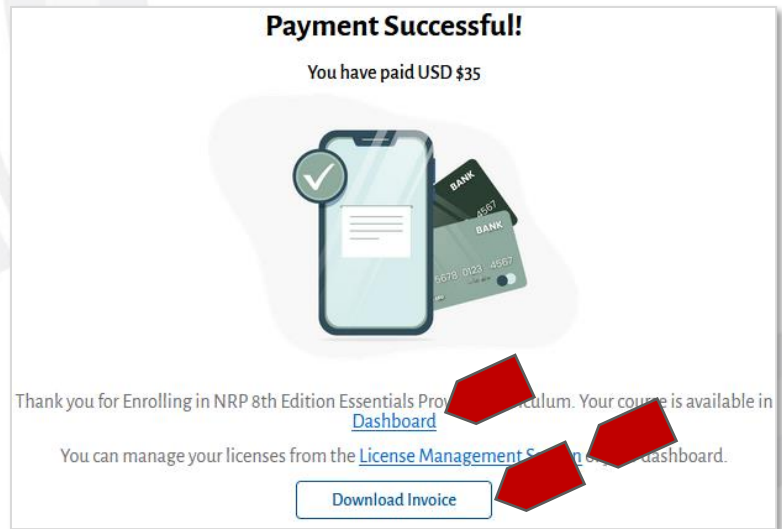 Payment Successful!
You have paid USD $35
BANK
4567
BANK
5678 0123 4567
Thank you for Enrolling in NRP 8th Edition Essentials culum. Your course is available in
Dashboard
You can manage your licenses from the License Management dashboard.
Download Invoice